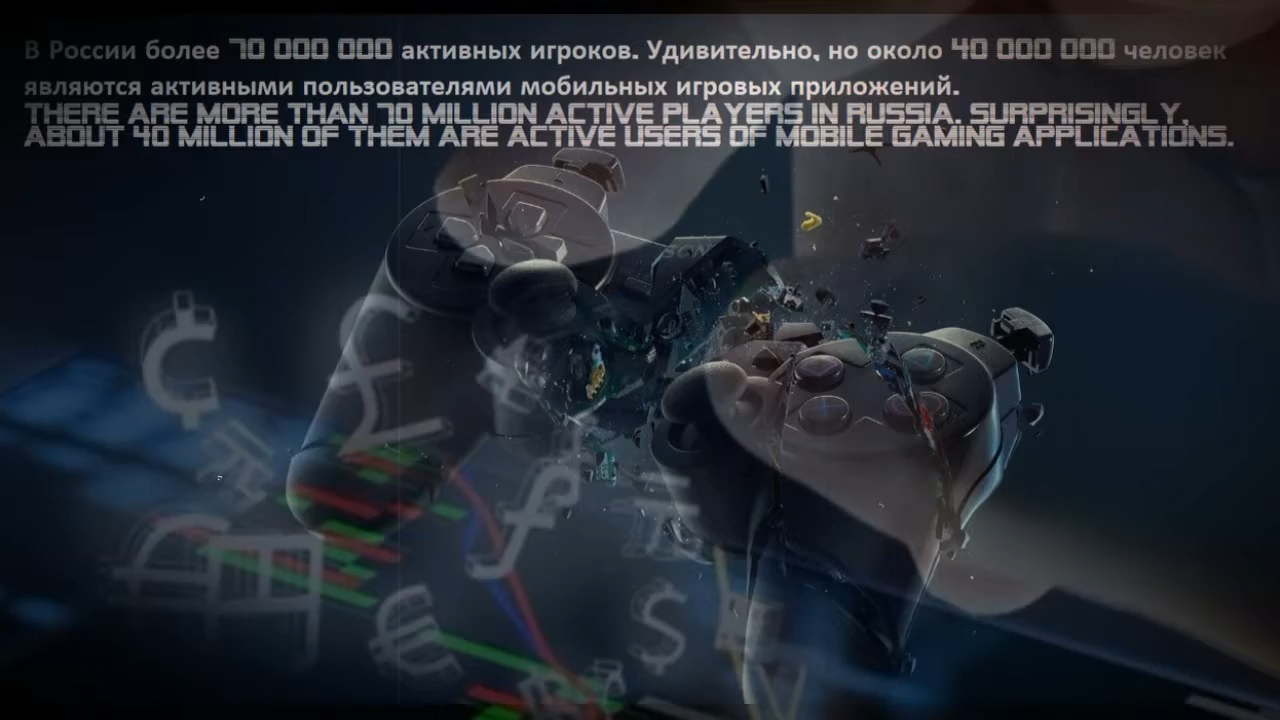 В России более 70 000 000 активных игроков. Удивительно, но около 40 000 000 человек
являются активными пользователями мобильных игровых приложений.
THERE ARE MORE THAN 70 MILLION ACTIVE PLAYERS IN RUSSIA. SURPRISINGLY,
ABOUT 40 MILLION OF THEM ARE ACTIVE USERS OF MOBILE GAMING APPLICATIONS.
SONY